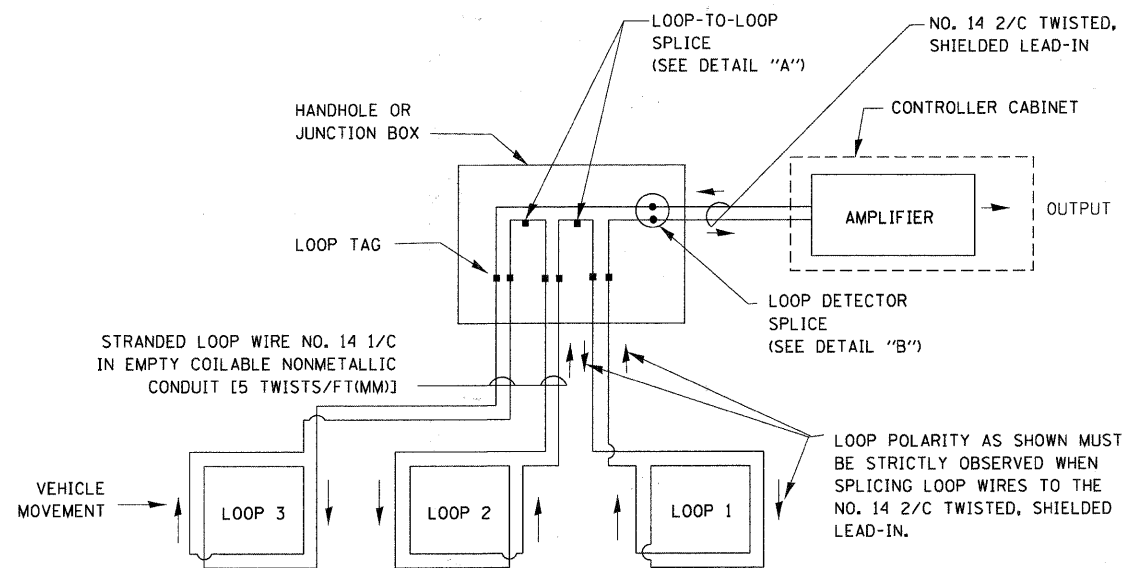 LOOP-TO-LOOP
SPLICE
(SEE DETAIL "A")
NO. 14 2/C TWISTED,
SHIELDED LEAD-IN
HANDHOLE OR
JUNCTION BOX
CONTROLLER CABINET
AMPLIFIER
OUTPUT
LOOP TAG
LOOP DETECTOR
SPLICE
(SEE DETAIL "B")
STRANDED LOOP WIRE NO. 14 1/C
IN EMPTY COILABLE NONMETALLIC
CONDUIT [5 TWISTS/FT(MM)]
LOOP POLARITY AS SHOWN MUST
BE STRICTLY OBSERVED WHEN
SPLICING LOOP WIRES TO THE
NO. 14 2/C TWISTED, SHIELDED
LEAD-IN.
VEHICLE
MOVEMENT
LOOP 3
LOOP 2
LOOP 1